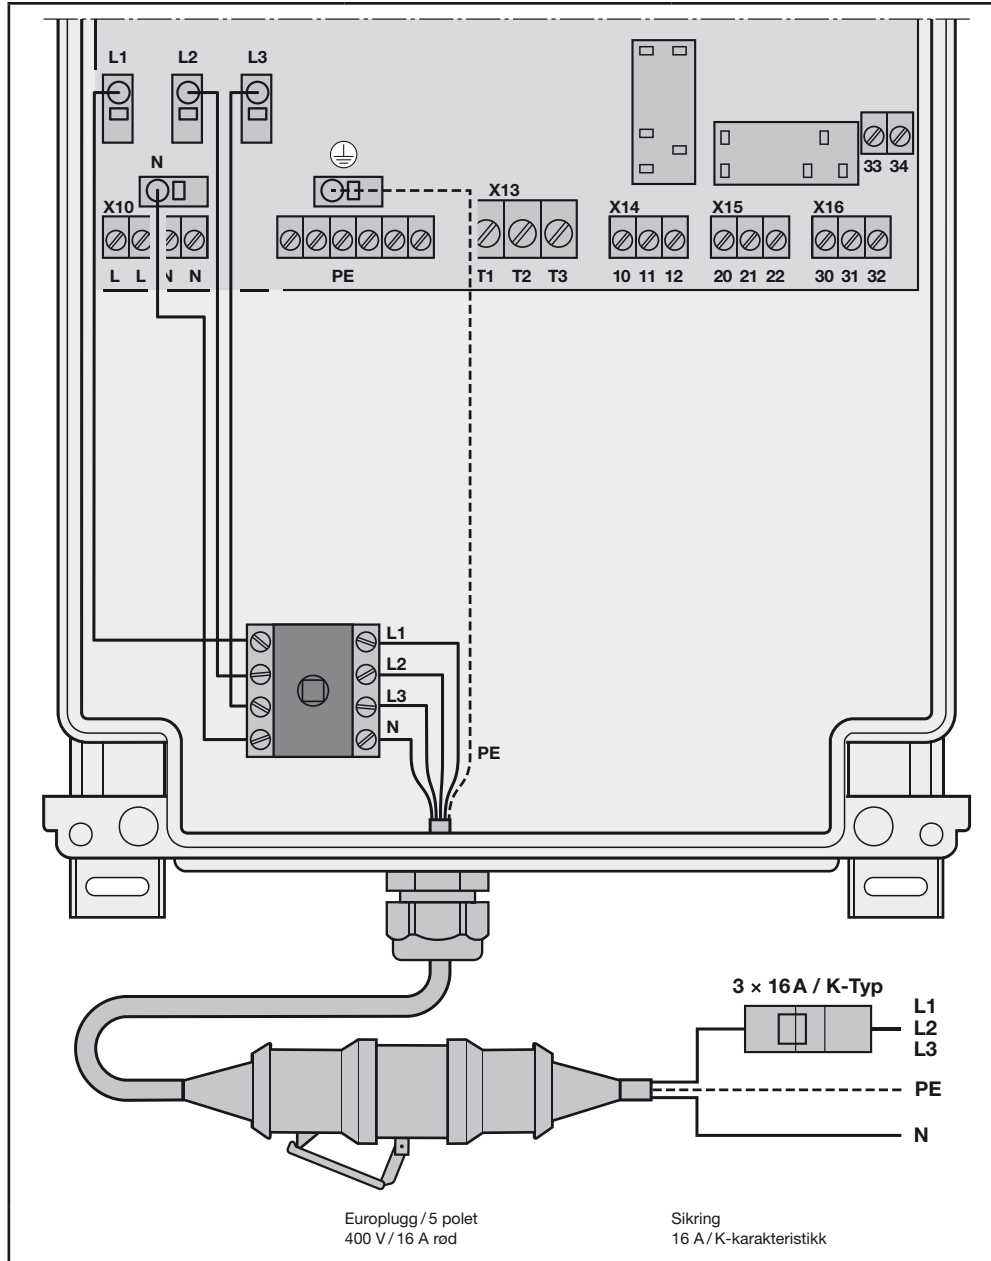 L1 L2 L3
N
33 34
X10 X13 X14 X15 X16
L L N N PE T1 T2 T3 10 11 12 20 21 22 30 31 32
L1
L2
L3
N
PE
3 × 16 A / K-Typ
L1
L2
L3
PE
N
Europlugg / 5 polet
400 V / 16 A rød
Sikring
16 A / K-karakteristikk